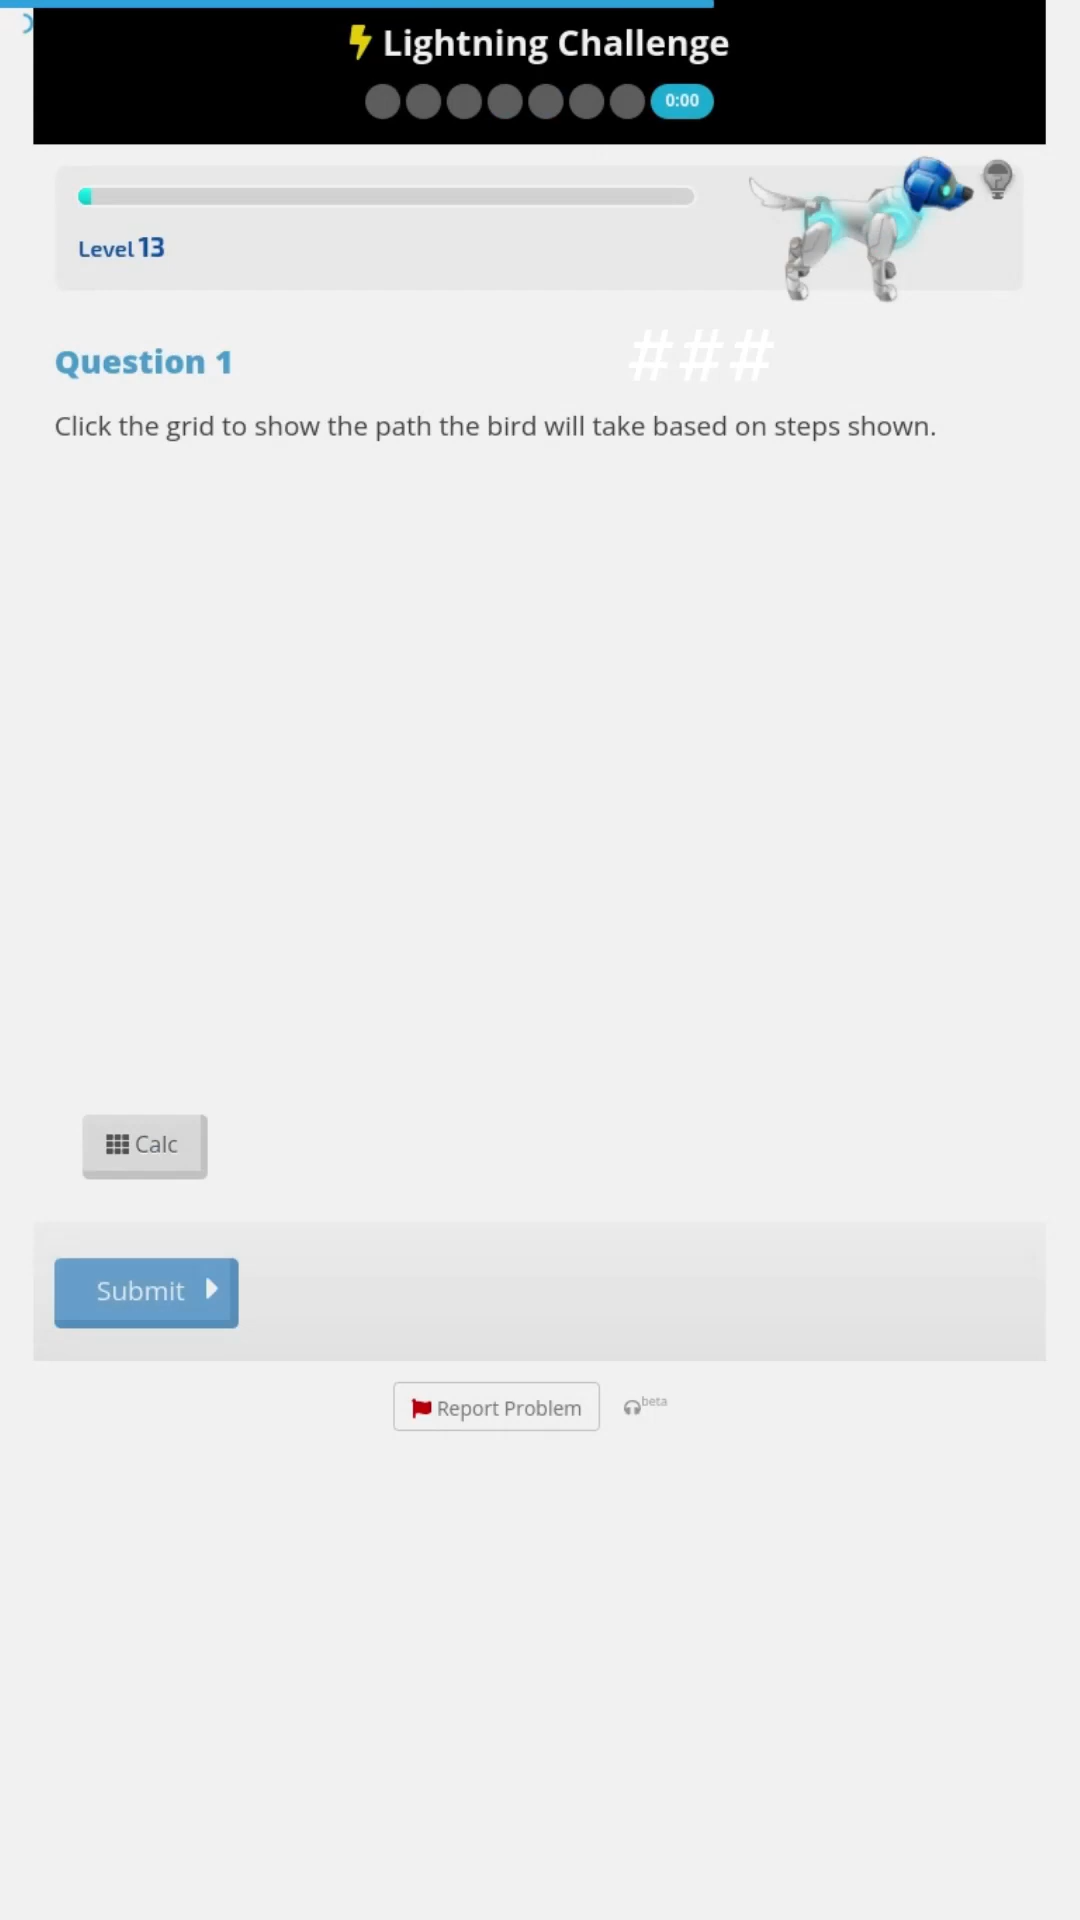 Lightning Challenge
0:00
Level 13
Question 1
###
Click the grid to show the path the bird will take based on steps shown.
Calc
Submit
Report Problem
beta